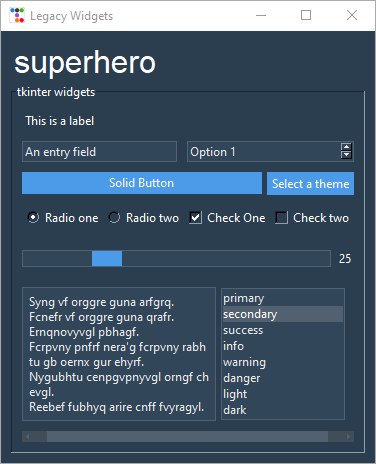 Legacy Widgets
superhero
tkinter widgets
This is a label
An entry field
Option 1
Solid Button
Select a theme
Radio one
Radio two
Check One
Check two
25
Syng vf orggre guna arfgrq.
Fcnefr vf orggre guna qrafr.
Ernqnovyvgl pbhagf.
Fcrpvny pnfrf nera'g fcrpvny rabh
tu gb oernx gur ehyrf.
Nygubhtu cenpgvpnyvgl orngf ch
evgl.
Reebef fubhyq arire cnff fvyragyl.
primary
secondary
success
info
warning
danger
light
dark